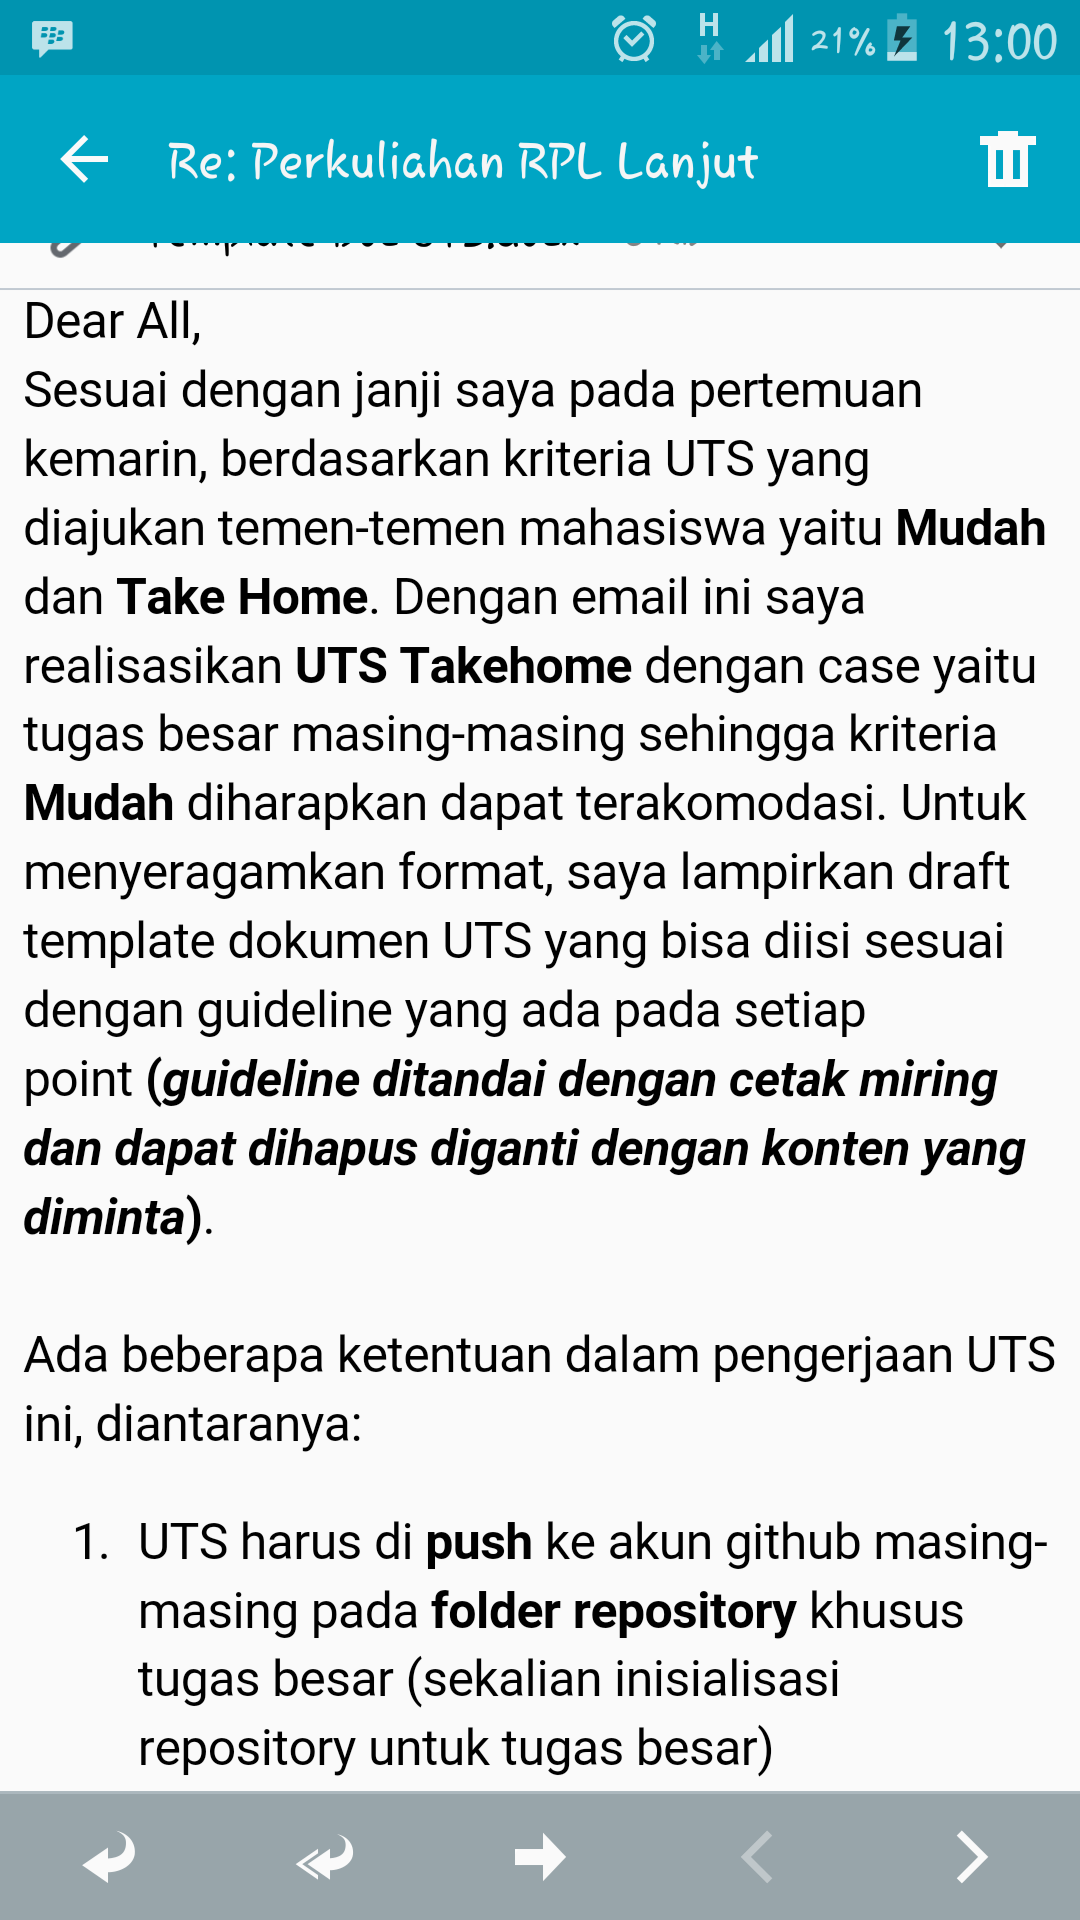 21% 13:00
Re: Perkuliahan RPL Lanjut
Dear All,
Sesuai dengan janji saya pada pertemuan
kemarin, berdasarkan kriteria UTS yang
diajukan temen-temen mahasiswa yaitu Mudah
dan Take Home. Dengan email ini saya
realisasikan UTS Takehome dengan case yaitu
tugas besar masing-masing sehingga kriteria
Mudah diharapkan dapat terakomodasi. Untuk
menyeragamkan format, saya lampirkan draft
template dokumen UTS yang bisa diisi sesuai
dengan guideline yang ada pada setiap
point (guideline ditandai dengan cetak miring
dan dapat dihapus diganti dengan konten yang
diminta).
Ada beberapa ketentuan dalam pengerjaan UTS
ini, diantaranya:
1. UTS harus di push ke akun github masing-
masing pada folder repository khusus
tugas besar (sekalian inisialisasi
repository untuk tugas besar)